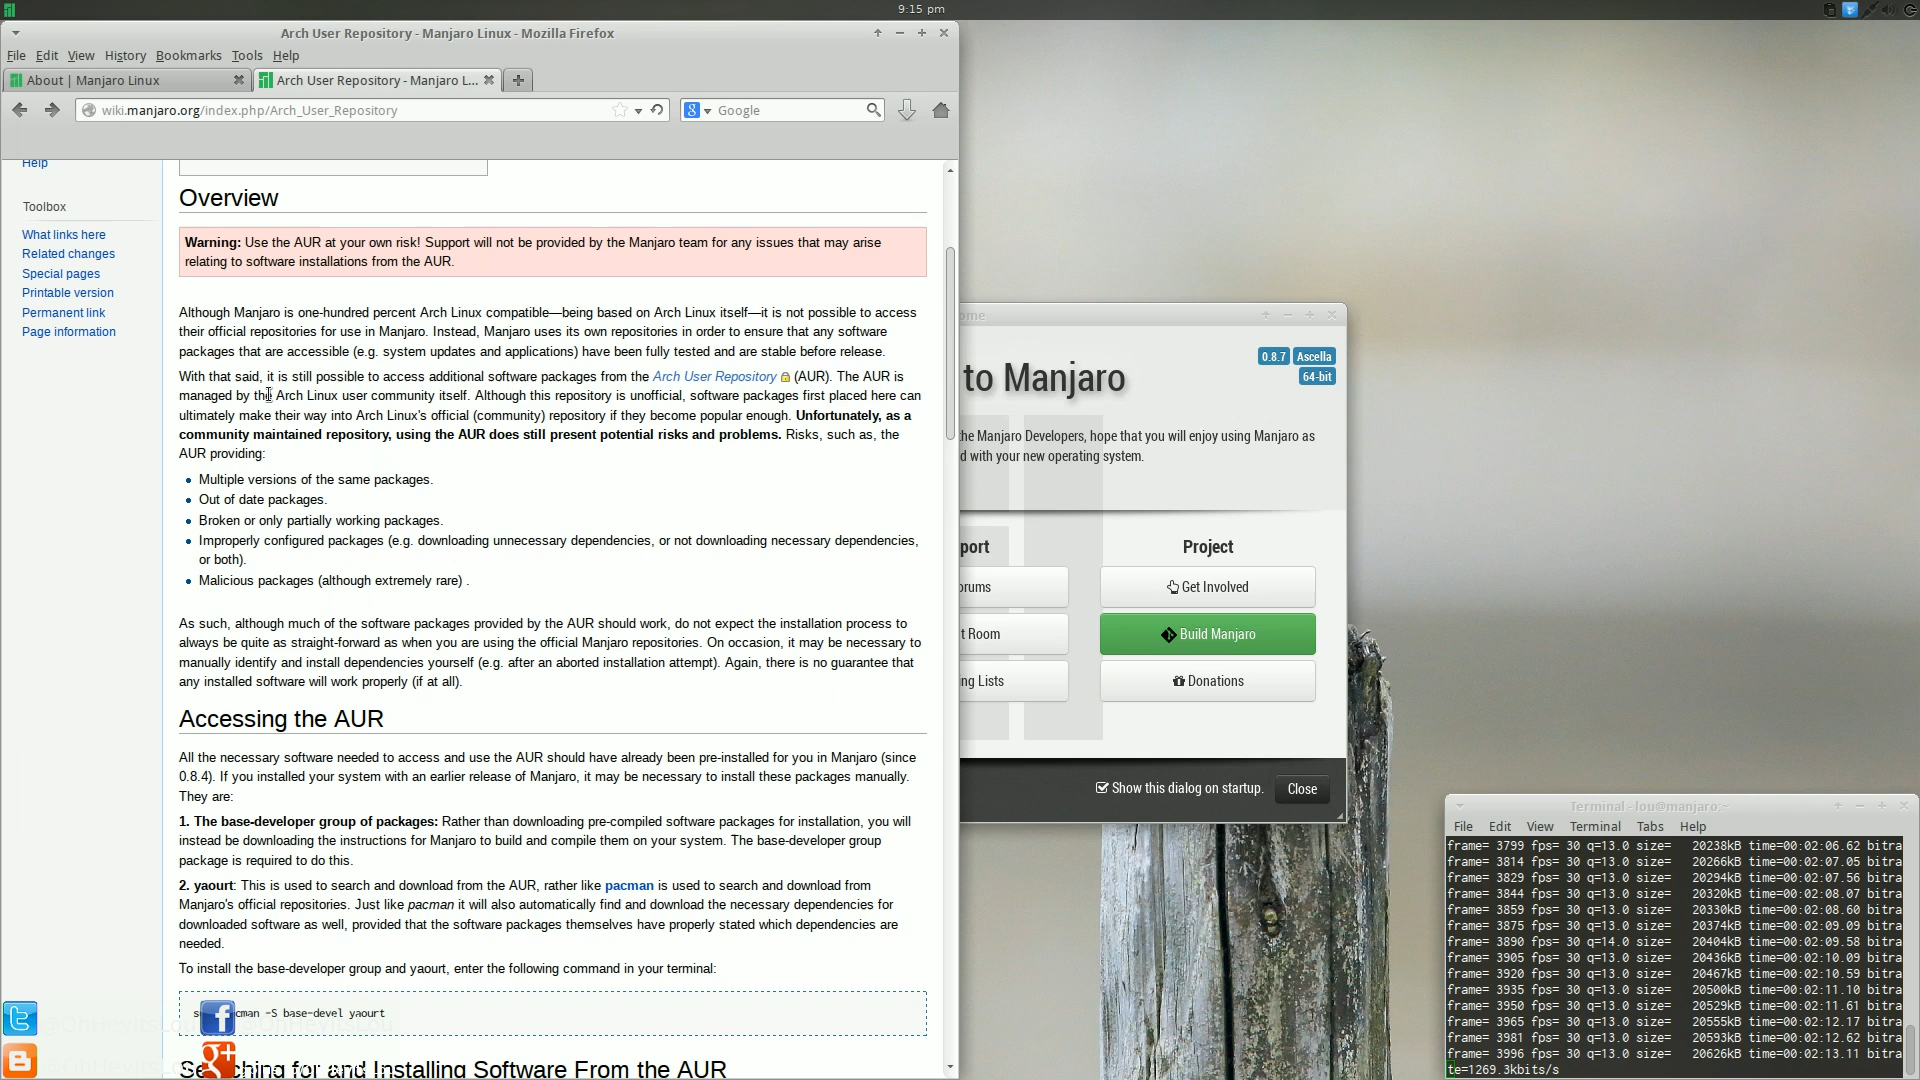 9:15 pm
Arch User Repository - Manjaro Linux - Mozilla Firefox
File Edit View History Bookmarks Tools Help
About | Manjaro Linux
Arch User Repository - Manjaro L...
wiki.manjaro.org/index.php/Arch_User_Repository
Google
Help
Toolbox
What links here
Related changes
Special pages
Printable version
Permanent link
Page information
Overview
Warning: Use the AUR at your own risk! Support will not be provided by the Manjaro team for any issues that may arise
relating to software installations from the AUR.
Although Manjaro is one-hundred percent Arch Linux compatible—being based on Arch Linux itself—it is not possible to access
their official repositories for use in Manjaro. Instead, Manjaro uses its own repositories in order to ensure that any software
packages that are accessible (e.g. system updates and applications) have been fully tested and are stable before release.
With that said, it is still possible to access additional software packages from the Arch User Repository (AUR). The AUR is
managed by the Arch Linux user community itself. Although this repository is unofficial, software packages first placed here can
ultimately make their way into Arch Linux's official (community) repository if they become popular enough. Unfortunately, as a
community maintained repository, using the AUR does still present potential risks and problems. Risks, such as, the
AUR providing:
Multiple versions of the same packages.
Out of date packages.
Broken or only partially working packages.
Improperly configured packages (e.g. downloading unnecessary dependencies, or not downloading necessary dependencies,
or both).
Malicious packages (although extremely rare) .
As such, although much of the software packages provided by the AUR should work, do not expect the installation process to
always be quite as straight-forward as when you are using the official Manjaro repositories. On occasion, it may be necessary to
manually identify and install dependencies yourself (e.g. after an aborted installation attempt). Again, there is no guarantee that
any installed software will work properly (if at all).
Accessing the AUR
All the necessary software needed to access and use the AUR should have already been pre-installed for you in Manjaro (since
0.8.4). If you installed your system with an earlier release of Manjaro, it may be necessary to install these packages manually.
They are:
1. The base-developer group of packages: Rather than downloading pre-compiled software packages for installation, you will
instead be downloading the instructions for Manjaro to build and compile them on your system. The base-developer group
package is required to do this.
2. yaourt: This is used to search and download from the AUR, rather like pacman is used to search and download from
Manjaro's official repositories. Just like pacman it will also automatically find and download the necessary dependencies for
downloaded software as well, provided that the software packages themselves have properly stated which dependencies are
needed.
To install the base-developer group and yaourt, enter the following command in your terminal:
cman -S base-devel yaourt
for and Installing Software From the AUR
ome
to Manjaro
0.8.7 Ascella
64-bit
he Manjaro Developers, hope that you will enjoy using Manjaro as
d with your new operating system.
port
Project
orums
Get Involved
t Room
Build Manjaro
ng Lists
Donations
Show this dialog on startup.
Close
Terminal - lou@manjaro:~
File Edit View Terminal Tabs Help
frame= 3799 fps= 30 q=13.0 size= 20238kB time=00:02:06.62 bitra
frame= 3814 fps= 30 q=13.0 size= 20266kB time=00:02:07.05 bitra
frame= 3829 fps= 30 q=13.0 size= 20294kB time=00:02:07.56 bitra
frame= 3844 fps= 30 q=13.0 size= 20320kB time=00:02:08.07 bitra
frame= 3859 fps= 30 q=13.0 size= 20330kB time=00:02:08.60 bitra
frame= 3875 fps= 30 q=13.0 size= 20374kB time=00:02:09.09 bitra
frame= 3890 fps= 30 q=14.0 size= 20404kB time=00:02:09.58 bitra
frame= 3905 fps= 30 q=13.0 size= 20436kB time=00:02:10.09 bitra
frame= 3920 fps= 30 q=13.0 size= 20467kB time=00:02:10.59 bitra
frame= 3935 fps= 30 q=13.0 size= 20500kB time=00:02:11.10 bitra
frame= 3950 fps= 30 q=13.0 size= 20529kB time=00:02:11.61 bitra
frame= 3965 fps= 30 q=13.0 size= 20555kB time=00:02:12.17 bitra
frame= 3981 fps= 30 q=13.0 size= 20593kB time=00:02:12.62 bitra
frame= 3996 fps= 30 q=13.0 size= 20626kB time=00:02:13.11 bitra
te=1269.3kbits/s